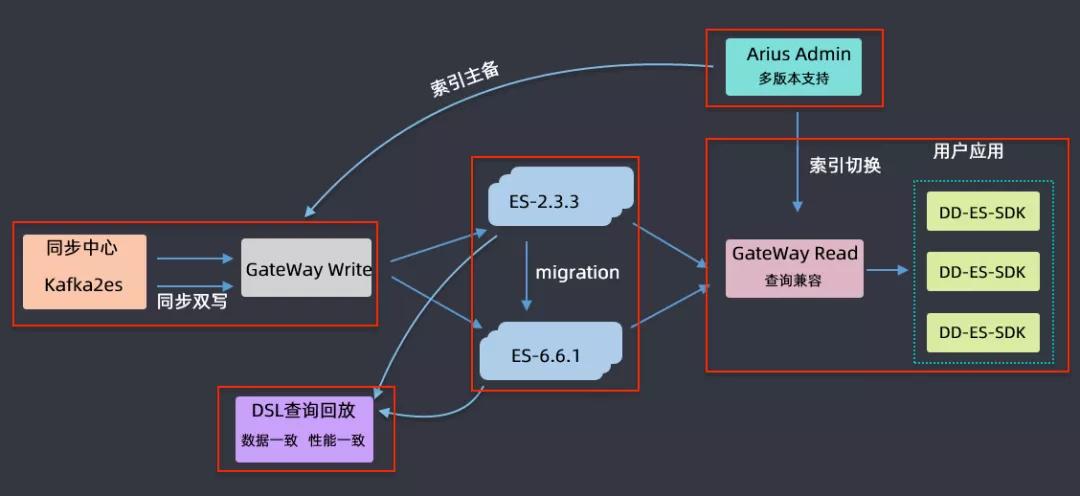 Arius Admin
多版本支持
索引主备
索引切换
用户应用
ES-2.3.3
DD-ES-SDK
同步中心
Kafka2es
同步双写
GateWay Write
migration
GateWay Read
查询兼容
DD-ES-SDK
ES-6.6.1
DD-ES-SDK
DSL查询回放
数据一致 性能一致